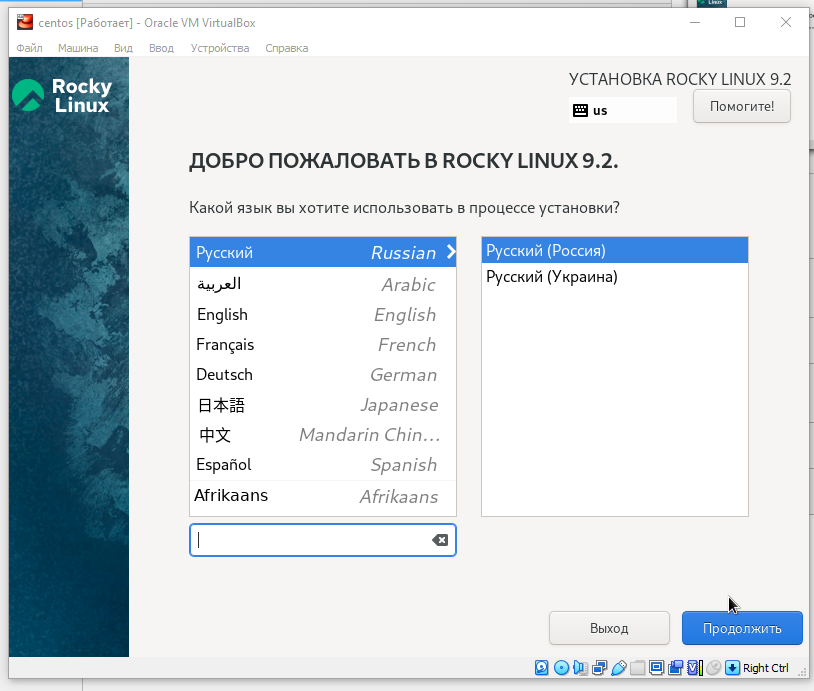 centos [Работает] - Oracle VM VirtualBox
Файл Машина Вид Ввод Устройства Справка
Rocky
Linux
УСТАНОВКА ROCKY LINUX 9.2
us
Помогите!
ДОБРО ПОЖАЛОВАТЬ В ROCKY LINUX 9.2.
Какой язык вы хотите использовать в процессе установки?
Русский Russian
العربية Arabic
English English
Français French
Deutsch German
日本語 Japanese
中文 Mandarin Chin...
Español Spanish
Afrikaans Afrikaans
Русский (Россия)
Русский (Украина)
Выход
Продолжить
Right Ctrl